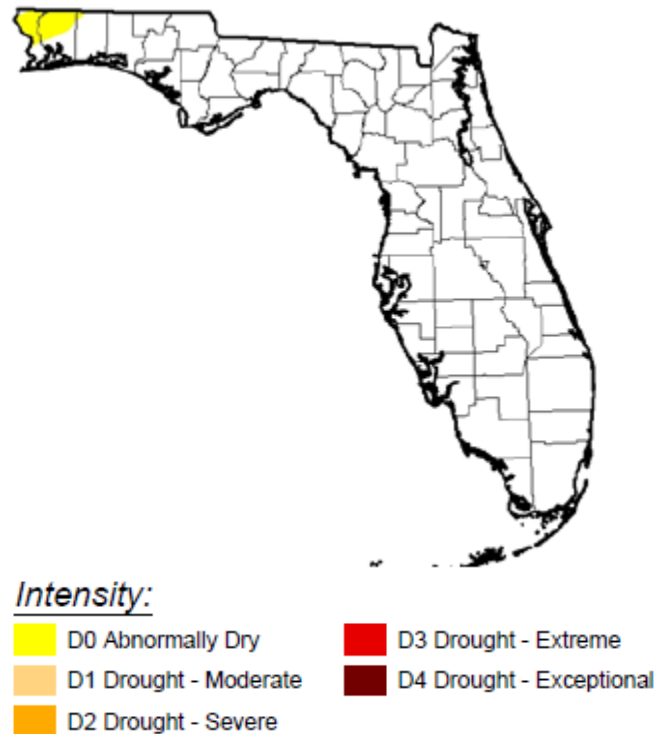 Intensity:
D0 Abnormally Dry
D1 Drought - Moderate
D2 Drought - Severe
D3 Drought - Extreme
D4 Drought - Exceptional